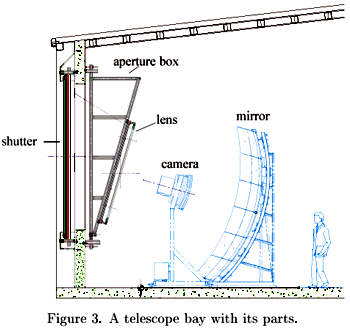 aperture box
lens
shutter
camera
mirror
Figure 3. A telescope bay with its parts.